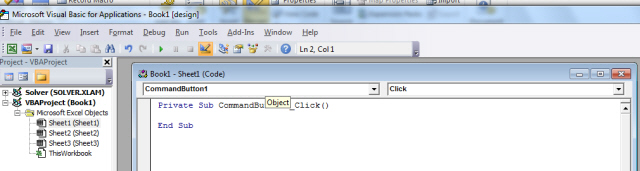 Record Macro
Properties
Import
Microsoft Visual Basic for Applications - Book1 [design]
File Edit View Insert Format Debug Run Tools Add-Ins Window Help
Ln 2, Col 1
Project - VBAProject
Solver (SOLVER.XLAM)
VBAProject (Book1)
Microsoft Excel Objects
Sheet1 (Sheet1)
Sheet2 (Sheet2)
Sheet3 (Sheet3)
ThisWorkbook
Book1 - Sheet1 (Code)
CommandButton1 Click
Object
Private Sub CommandBu _Click()
End Sub